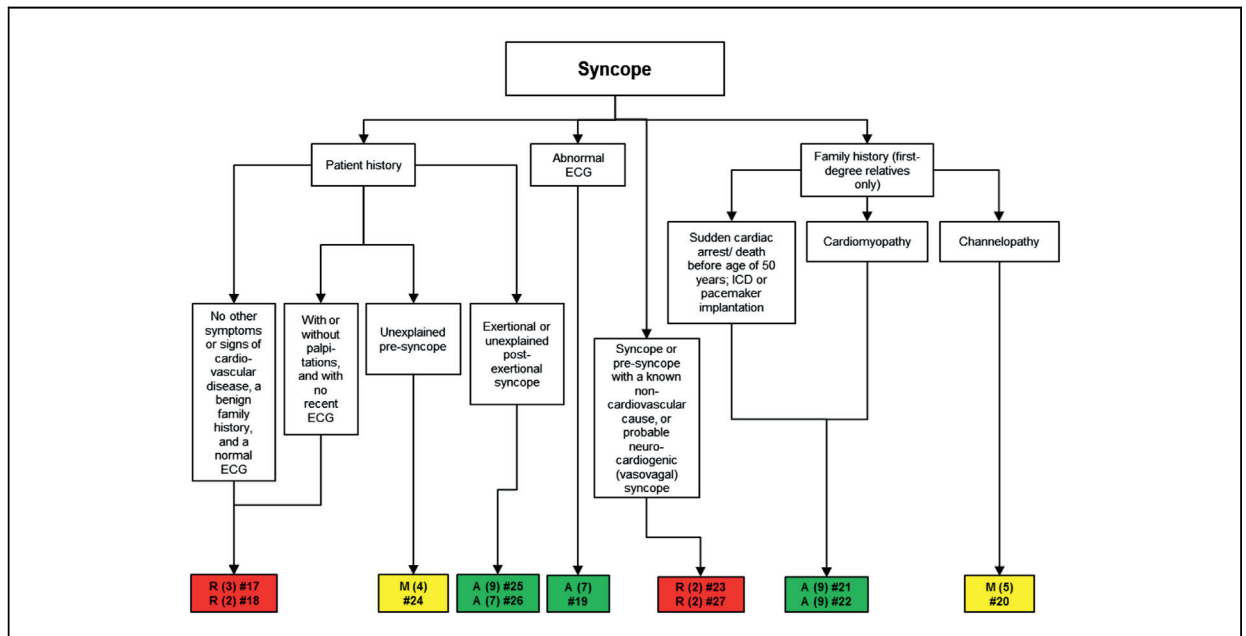 Syncope
Patient history
Abnormal
ECG
Family history (first-
degree relatives
only)
Sudden cardiac
arrest/ death
before age of 50
years; ICD or
pacemaker
implantation
Cardiomyopathy
Channelopathy
No other
symptoms
or signs of
cardio-
vascular
disease, a
benign
family
history,
and a
normal
ECG
With or
without
palpi-
tations,
and with
no
recent
ECG
Unexplained
pre-syncope
Exertional or
unexplained
post-
exertional
syncope
Syncope or
pre-syncope
with a known
non-
cardiovascular
cause, or
probable
neuro-
cardiogenic
(vasovagal)
syncope
R (3) #17
R (2) #18
M (4)
#24
A (9) #25
A (7) #26
A (7)
#19
R (2) #23
R (2) #27
A (9) #21
A (9) #22
M (5)
#20